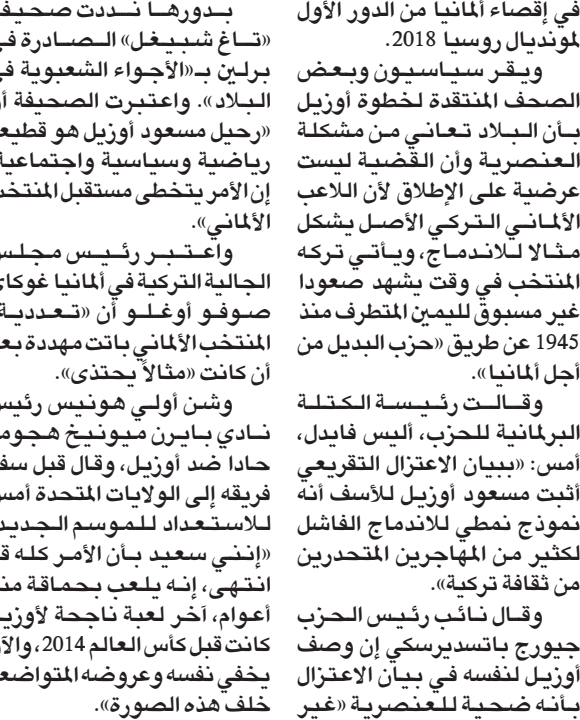 في إقصاء ألمانيا من الدور الأول
لمونديال روسيا 2018.
ويقر سياسيون وبعض
الصحف المنتقدة لخطوة أوزيل
بأن البلاد تعاني من مشكلة
العنصرية وأن القضية ليست
عرضية على الإطلاق لأن اللاعب
الألماني التركي الأصل يشكل
مثالا للاندماج، ويأتي تركه
المنتخب في وقت يشهد صعودا
غير مسبوق لليمين المتطرف منذ
1945 عن طريق «حزب البديل من
أجل ألمانيا».
وقالت رئيسة الكتلة
البرلمانية للحزب، أليس فايدل،
أمس: «ببيان الاعتزال التقريعي
أثبت مسعود أوزيل للأسف أنه
نموذج نمطي للاندماج الفاشل
لكثير من المهاجرين المتحدرين
من ثقافة تركية».
وقال نائب رئيس الحزب
جيورج باتسديرسكي إن وصف
أوزيل لنفسه في بيان الاعتزال
بأنه ضحية للعنصرية «غير
بدورها نددت صحيف
«تاغ شبيغل» الصادرة في
برلين بـ«الأجواء الشعبوية في
البلاد». واعتبرت الصحيفة أن
«رحيل مسعود أوزيل هو قطيع
رياضية وسياسية واجتماعية
إن الأمر يتخطى مستقبل المنتخب
الألماني».
واعتبر رئيس مجلس
الجالية التركية في ألمانيا غوكاي
صوفو أوغلو أن «تعددية
المنتخب الألماني باتت مهددة بعد
أن كانت «مثالاً يحتذى».
وشن أولي هونيس رئيس
نادي بايرن ميونيخ هجوما
حادا ضد أوزيل، وقال قبل سفر
فريقه إلى الولايات المتحدة أمس
للاستعداد للموسم الجديد
«إنني سعيد بأن الأمر كله قد
انتهى، إنه يلعب بحماقة منذ
أعوام، آخر لعبة ناجحة لأوزيل
كانت قبل كأس العالم 2014، والآن
يخفي نفسه وعروضه المتواضعة
خلف هذه الصورة».